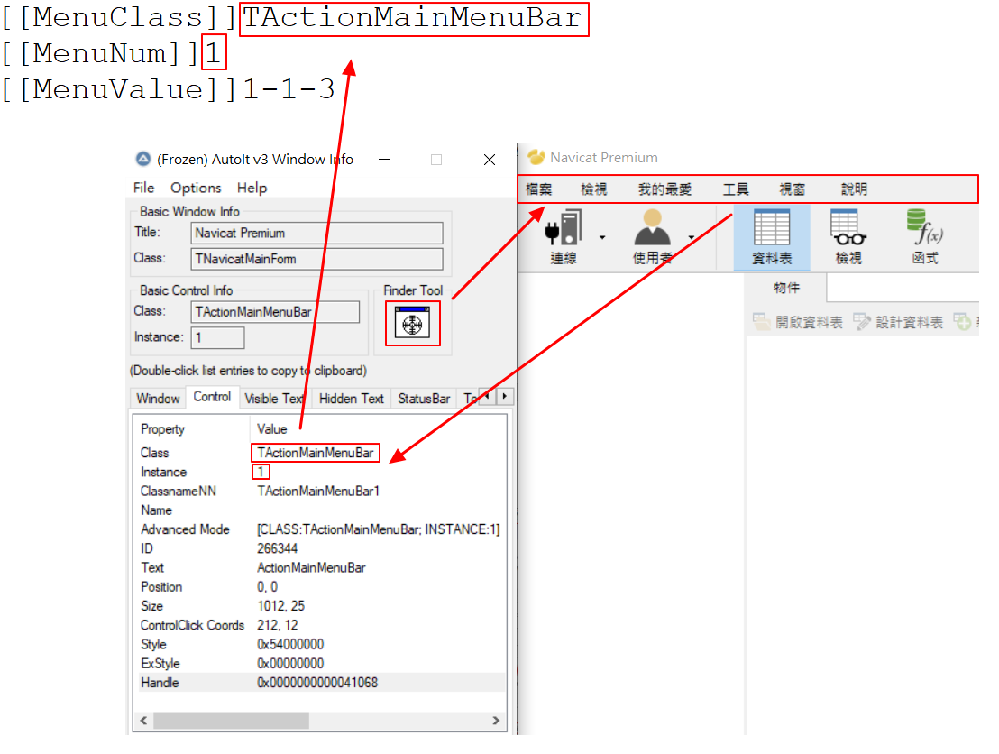 [[MenuClass]]TActionMainMenuBar
[[MenuNum]]1
[[MenuValue]]1-1-3
(Frozen) AutoIt v3 Window Info
File Options Help
Basic Window Info
Title: Navicat Premium
Class: TNavicatMainForm
Basic Control Info
Class: TActionMainMenuBar
Instance: 1
Finder Tool
(Double-click list entries to copy to clipboard)
Window Control Visible Text Hidden Text StatusBar To
Property Value
Class TActionMainMenuBar
Instance 1
ClassnameNN TActionMainMenuBar1
Name
Advanced Mode [CLASS:TActionMainMenuBar; INSTANCE:1]
ID 266344
Text ActionMainMenuBar
Position 0, 0
Size 1012, 25
ControlClick Coords 212, 12
Style 0x54000000
ExStyle 0x00000000
Handle 0x0000000000041068
Navicat Premium
檔案 檢視 我的最愛 工具 視窗 說明
連線 使用者 資料表 檢視 f(x) 函式
物件
開啟資料表 設計資料表